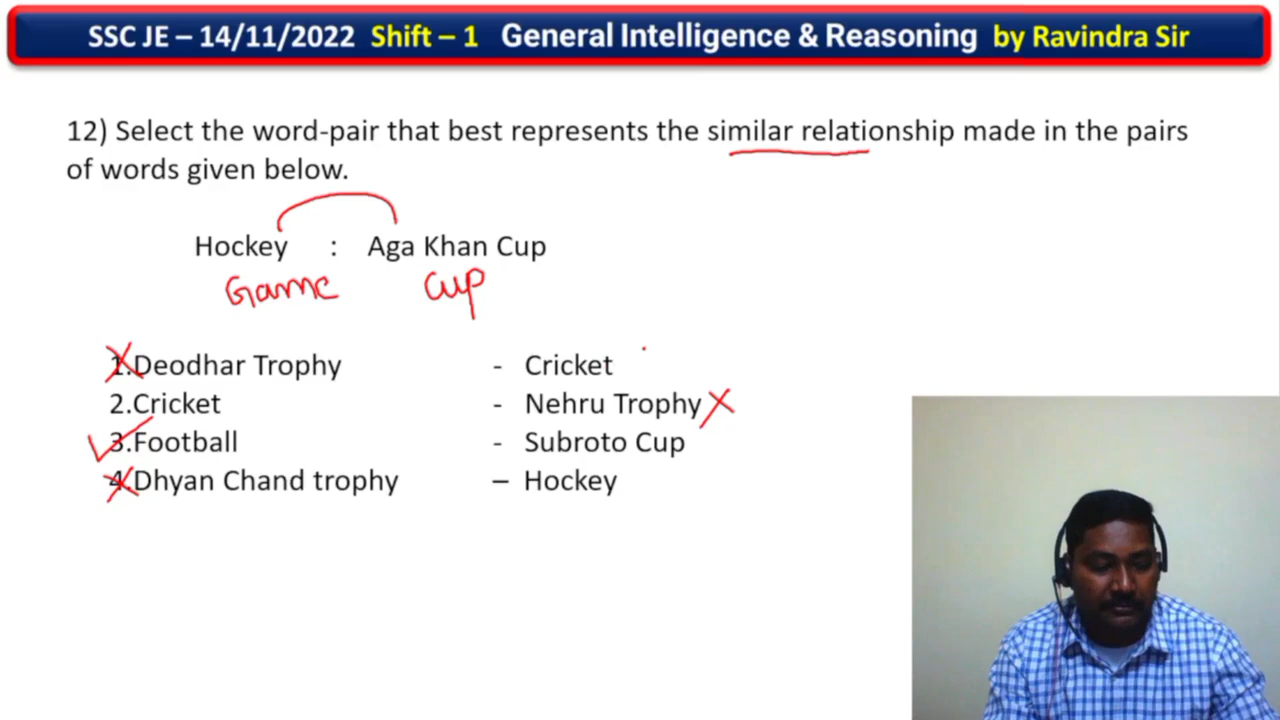 SSC JE – 14/11/2022 Shift – 1 General Intelligence & Reasoning by Ravindra Sir
12) Select the word-pair that best represents the similar relationship made in the pairs
of words given below.
Hockey : Aga Khan Cup
Game Cup
1.Deodhar Trophy - Cricket
2.Cricket - Nehru Trophy
3.Football - Subroto Cup
4.Dhyan Chand trophy – Hockey